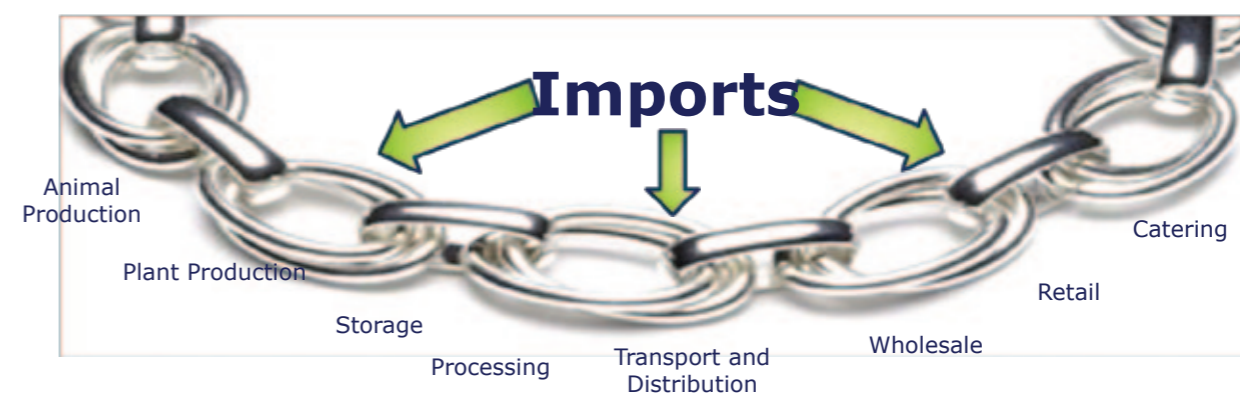 Imports
Animal
Production
Plant Production
Storage
Processing
Transport and
Distribution
Wholesale
Retail
Catering